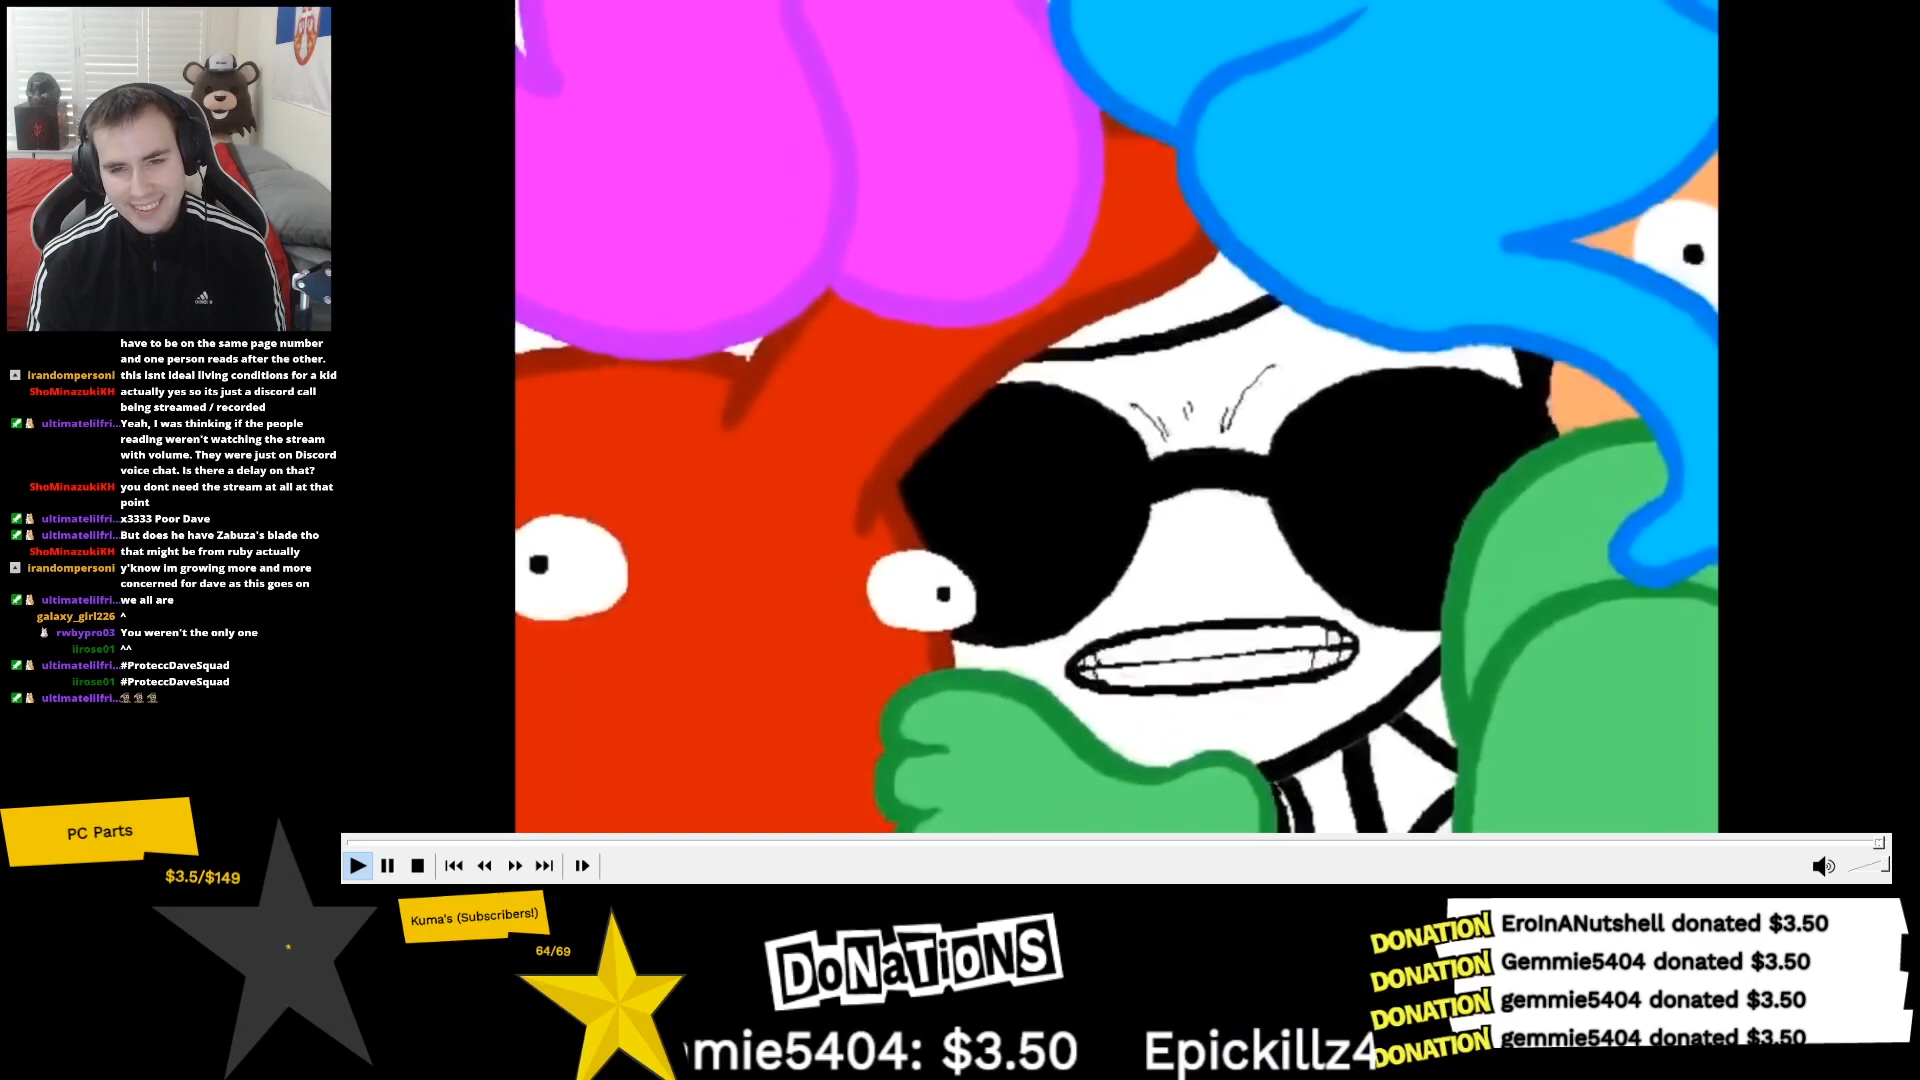 have to be on the same page number
and one person reads after the other.
irandompersoni this isnt ideal living conditions for a kid
ShoMinazukiKH actually yes so its just a discord call
being streamed / recorded
ultimatelilfri... Yeah, I was thinking if the people
reading weren't watching the stream
with volume. They were just on Discord
voice chat. Is there a delay on that?
ShoMinazukiKH you dont need the stream at all at that
point
ultimatelilfri... x3333 Poor Dave
ultimatelilfri... But does he have Zabuza's blade tho
ShoMinazukiKH that might be from ruby actually
irandompersoni y'know im growing more and more
concerned for dave as this goes on
ultimatelilfri... we all are
galaxy_girl226 ^
rwbypro03 You weren't the only one
iirose01 ^^
ultimatelilfri... #ProteccDaveSquad
iirose01 #ProteccDaveSquad
ultimatelilfri...
adidas
PC Parts
$3.5/$149
Kuma's (Subscribers!)
64/69
DoNaTiONS
mie5404: $3.50 Epickillz4
DONATION EroInANutshell donated $3.50
DONATION Gemmie5404 donated $3.50
DONATION gemmie5404 donated $3.50
DONATION gemmie5404 donated $3.50